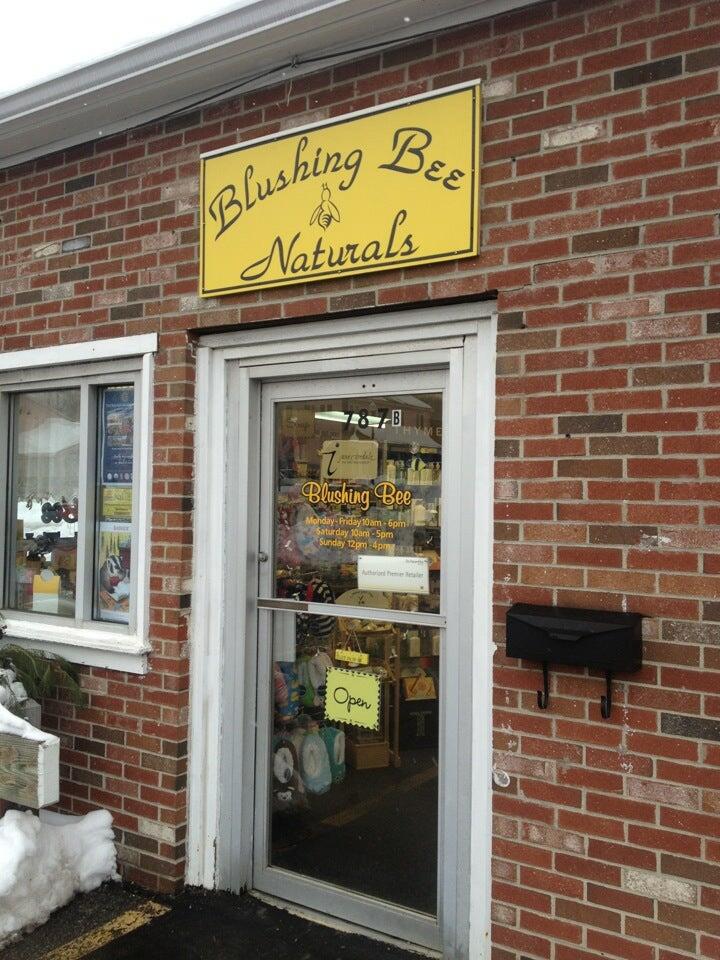 Blushing Bee
Naturals
787B
THYME
Blushing Bee
Monday - Friday 10am - 6pm
Saturday 10am - 5pm
Sunday 12pm - 4pm
Authorized Premier Retailer
Open